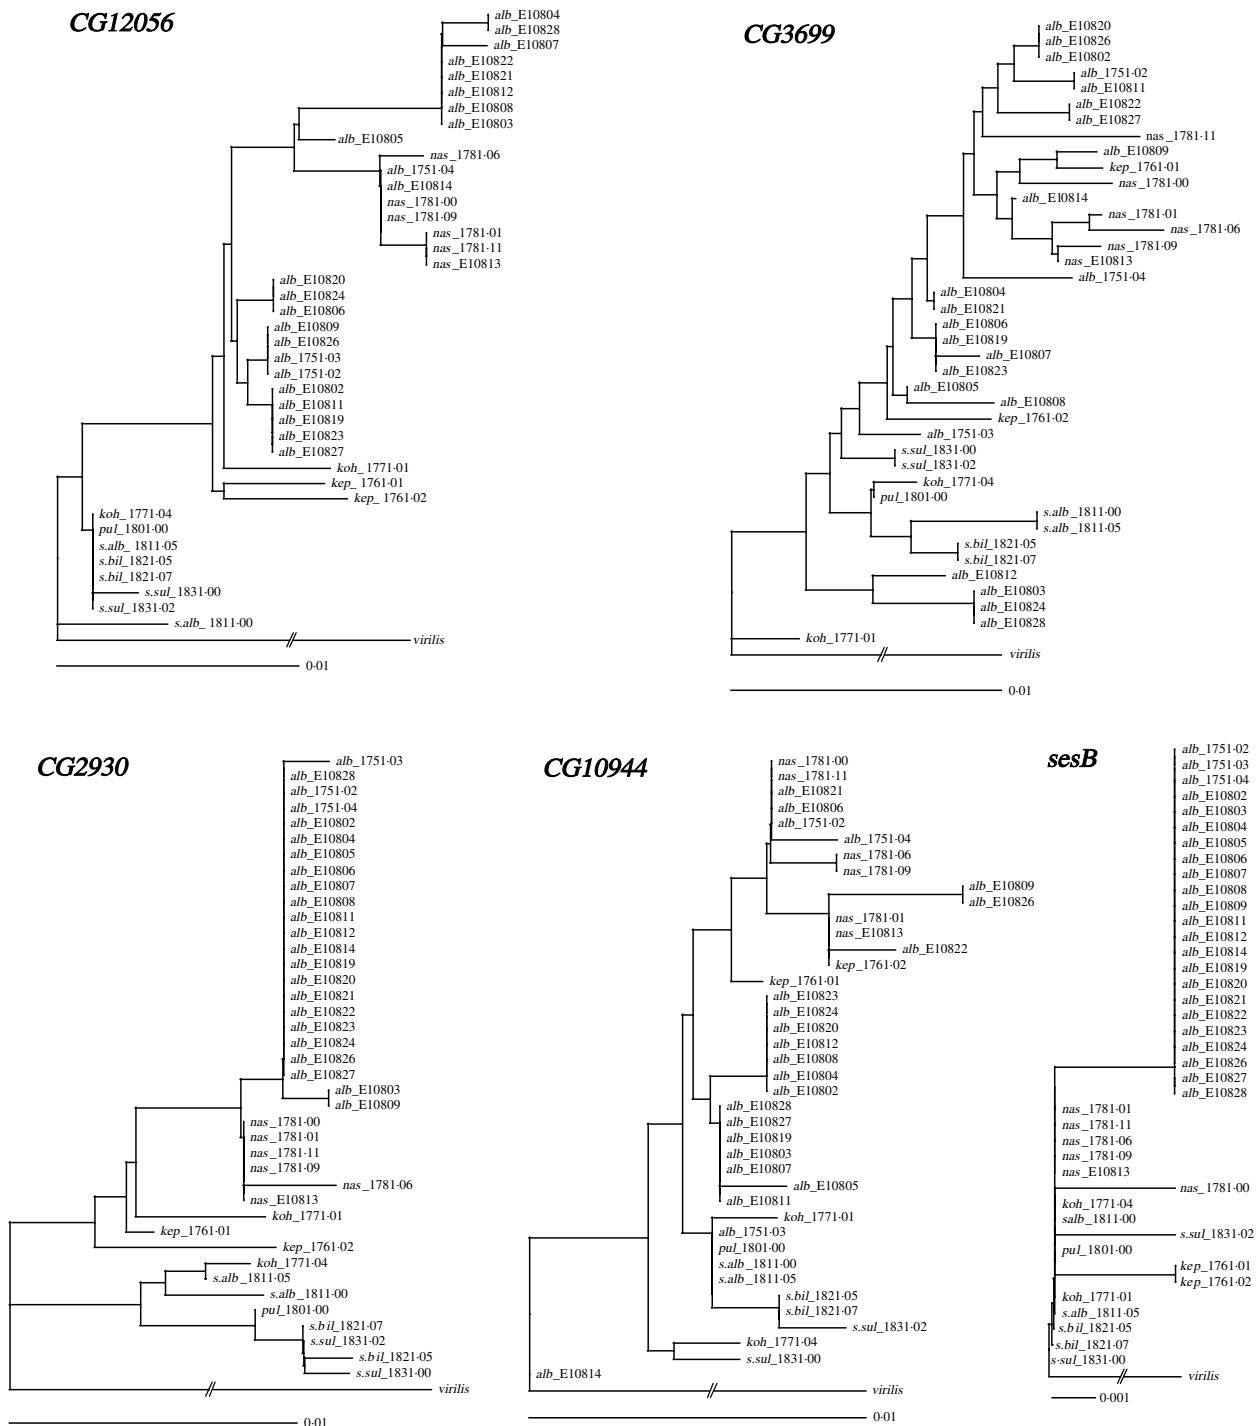 CG12056
alb_E10804
alb_E10828
alb_E10807
alb_E10822
alb_E10821
alb_E10812
alb_E10808
alb_E10803
alb_E10805
nas_1781·06
alb_1751·04
alb_E10814
nas_1781·00
nas_1781·09
nas_1781·01
nas_1781·11
nas_E10813
alb_E10820
alb_E10824
alb_E10806
alb_E10809
alb_E10826
alb_1751·03
alb_1751·02
alb_E10802
alb_E10811
alb_E10819
alb_E10823
alb_E10827
koh_1771·01
kep_ 1761·01
kep_ 1761·02
koh_1771·04
pul_1801·00
s.alb_ 1811·05
s.bil_1821·05
s.bil_1821·07
s.sul_1831·00
s.sul_1831·02
s.alb_ 1811·00
virilis
0·01
CG3699
alb_E10820
alb_E10826
alb_E10802
alb_1751·02
alb_E10811
alb_E10822
alb_E10827
nas_1781·11
alb_E10809
kep_1761·01
nas_1781·00
alb_E10814
nas_1781·01
nas_1781·06
nas_1781·09
nas_E10813
alb_1751·04
alb_E10804
alb_E10821
alb_E10806
alb_E10819
alb_E10807
alb_E10823
alb_E10805
alb_E10808
kep_1761·02
alb_1751·03
s.sul_1831·00
s.sul_1831·02
koh_1771·04
pul_1801·00
s.alb_1811·00
s.alb_1811·05
s.bil_1821·05
s.bil_1821·07
alb_E10812
alb_E10803
alb_E10824
alb_E10828
koh_1771·01
virilis
0·01
CG2930
alb_1751·03
alb_E10828
alb_1751·02
alb_1751·04
alb_E10802
alb_E10804
alb_E10805
alb_E10806
alb_E10807
alb_E10808
alb_E10811
alb_E10812
alb_E10814
alb_E10819
alb_E10820
alb_E10821
alb_E10822
alb_E10823
alb_E10824
alb_E10826
alb_E10827
alb_E10803
alb_E10809
nas_1781·00
nas_1781·01
nas_1781·11
nas_1781·09
nas_1781·06
nas_E10813
koh_1771·01
kep_1761·01
kep_1761·02
koh_1771·04
s.alb_1811·05
s.alb_1811·00
pul_1801·00
s.bil_1821·07
s.sul_1831·02
s.bil_1821·05
s.sul_1831·00
virilis
0·01
CG10944
nas_1781·00
nas_1781·11
alb_E10821
alb_E10806
alb_1751·02
alb_1751·04
nas_1781·06
nas_1781·09
alb_E10809
alb_E10826
nas_1781·01
nas_E10813
alb_E10822
kep_1761·02
kep_1761·01
alb_E10823
alb_E10824
alb_E10820
alb_E10812
alb_E10808
alb_E10804
alb_E10802
alb_E10828
alb_E10827
alb_E10819
alb_E10803
alb_E10807
alb_E10805
alb_E10811
koh_1771·01
alb_1751·03
pul_1801·00
s.alb_1811·00
s.alb_1811·05
s.bil_1821·05
s.bil_1821·07
s.sul_1831·02
koh_1771·04
s.sul_1831·00
alb_E10814
virilis
0·01
sesB
alb_1751·02
alb_1751·03
alb_1751·04
alb_E10802
alb_E10803
alb_E10804
alb_E10805
alb_E10806
alb_E10807
alb_E10808
alb_E10809
alb_E10811
alb_E10812
alb_E10814
alb_E10819
alb_E10820
alb_E10821
alb_E10822
alb_E10823
alb_E10824
alb_E10826
alb_E10827
alb_E10828
nas_1781·01
nas_1781·11
nas_1781·06
nas_1781·09
nas_E10813
nas_1781·00
koh_1771·04
salb_1811·00
s.sul_1831·02
pul_1801·00
kep_1761·01
kep_1761·02
koh_1771·01
s.alb_1811·05
s.bil_1821·05
s.bil_1821·07
s·sul_1831·00
virilis
0·001